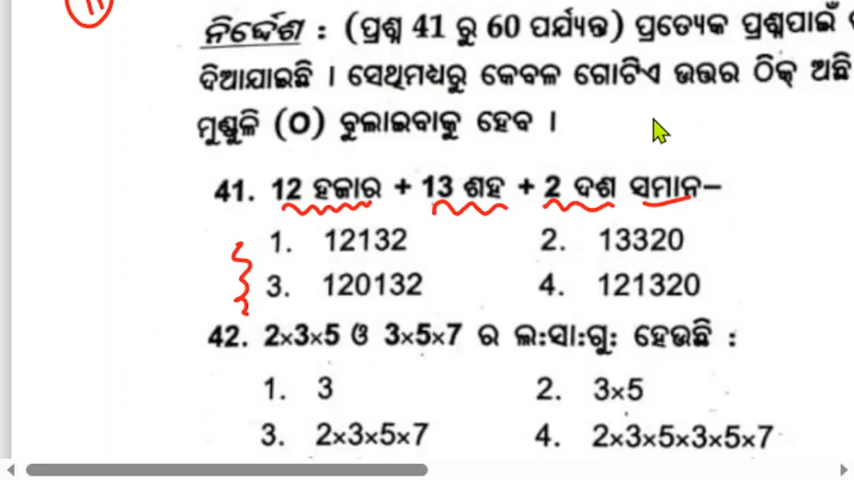 ନିର୍ଦ୍ଦେଶ : (ପ୍ରଶ୍ନ 41 ରୁ 60 ପର୍ଯ୍ୟନ୍ତ) ପ୍ରତ୍ୟେକ ପ୍ରଶ୍ନପାଇଁ
ଦିଆଯାଇଛି । ସେଥିମଧ୍ୟରୁ କେବଳ ଗୋଟିଏ ଉତ୍ତର ଠିକ୍ ଅଛି
ମୁଣ୍ଡୁଳି (O) ବୁଲାଇବାକୁ ହେବ ।
41. 12 ହଜାର + 13 ଶହ + 2 ଦଶ ସମାନ–
1. 12132 2. 13320
3. 120132 4. 121320
42. 2×3×5 ଓ 3×5×7 ର ଲ:ସା:ଗୁ: ହେଉଛି :
1. 3 2. 3×5
3. 2×3×5×7 4. 2×3×5×3×5×7